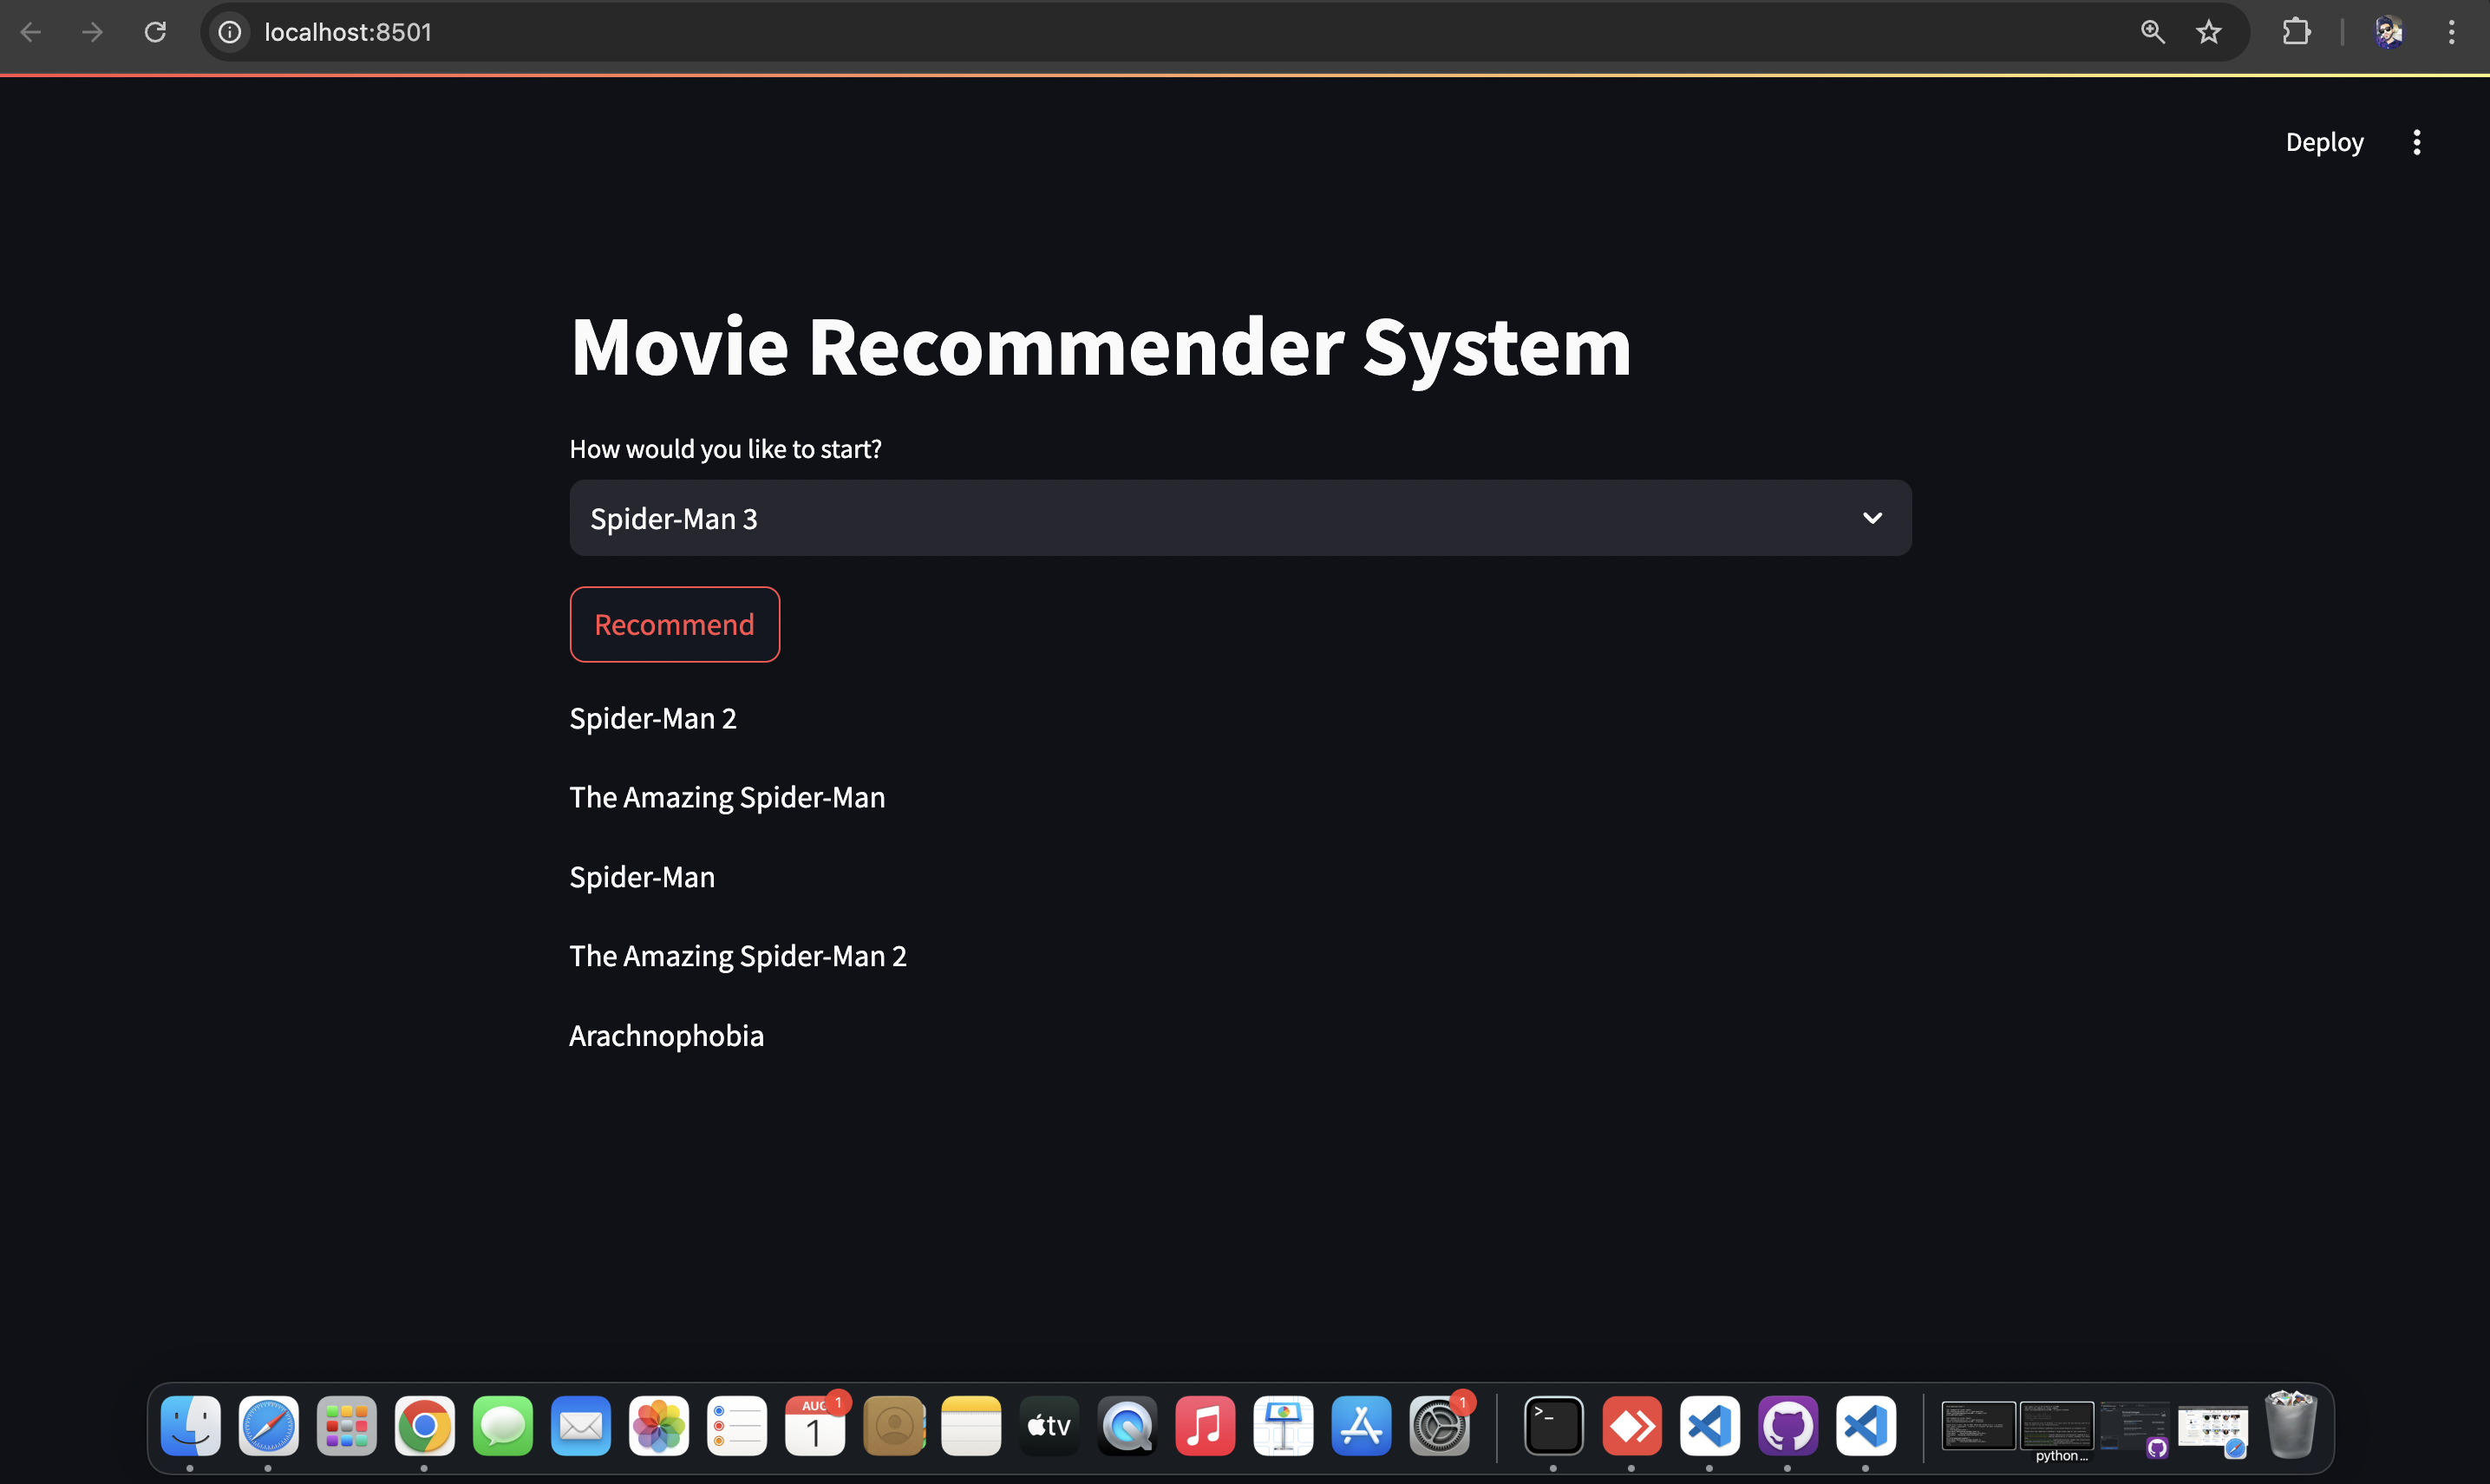 localhost:8501
Deploy
Movie Recommender System
How would you like to start?
Spider-Man 3
Recommend
Spider-Man 2
The Amazing Spider-Man
Spider-Man
The Amazing Spider-Man 2
Arachnophobia
AUG 1
1
tv
1
>_
python...